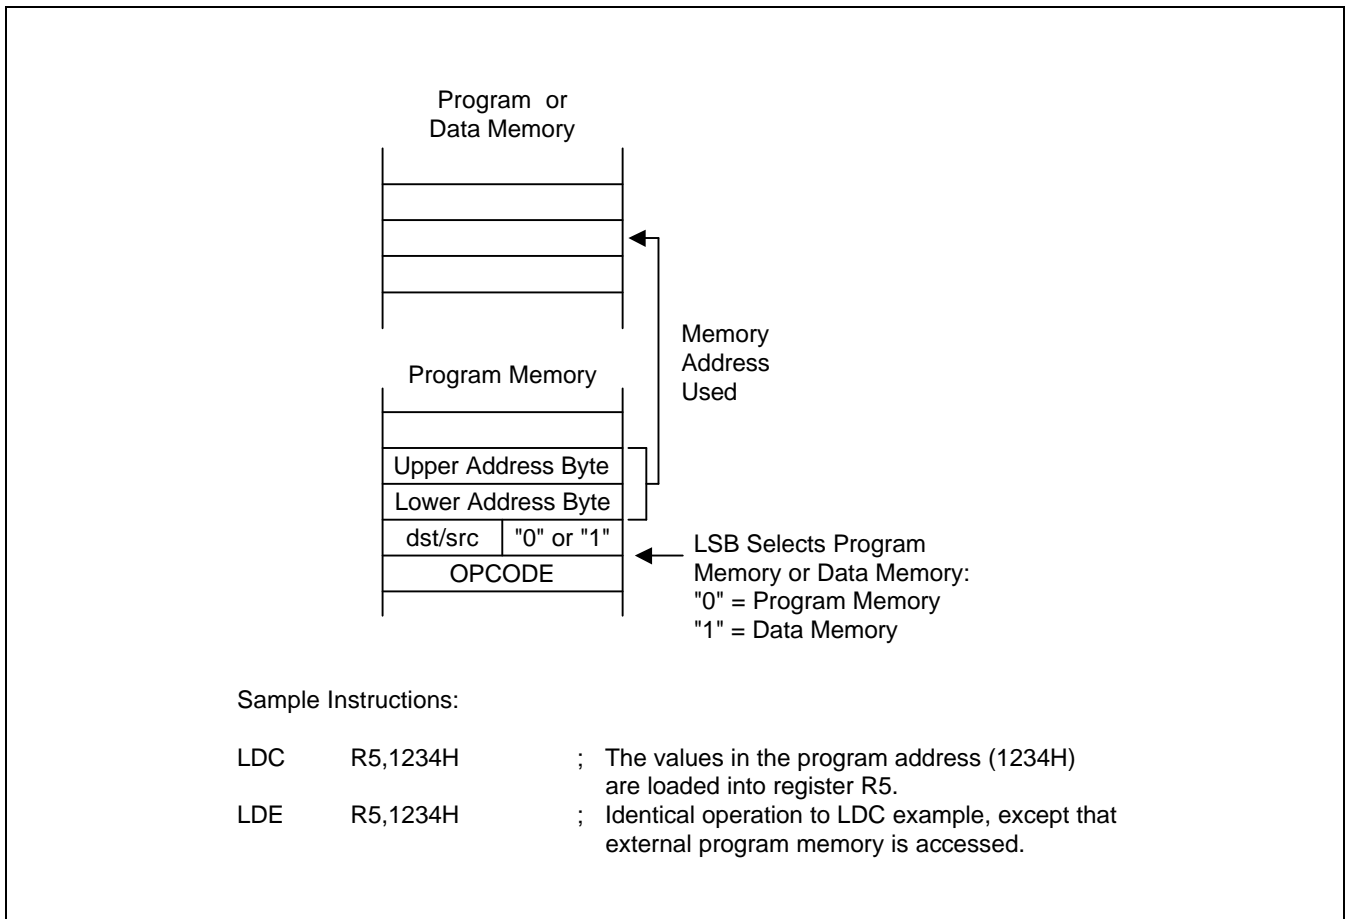 Program or
Data Memory
Memory
Address
Used
Program Memory
Upper Address Byte
Lower Address Byte
dst/src "0" or "1"
OPCODE
LSB Selects Program
Memory or Data Memory:
"0" = Program Memory
"1" = Data Memory
Sample Instructions:
LDC R5,1234H ; The values in the program address (1234H)
are loaded into register R5.
LDE R5,1234H ; Identical operation to LDC example, except that
external program memory is accessed.